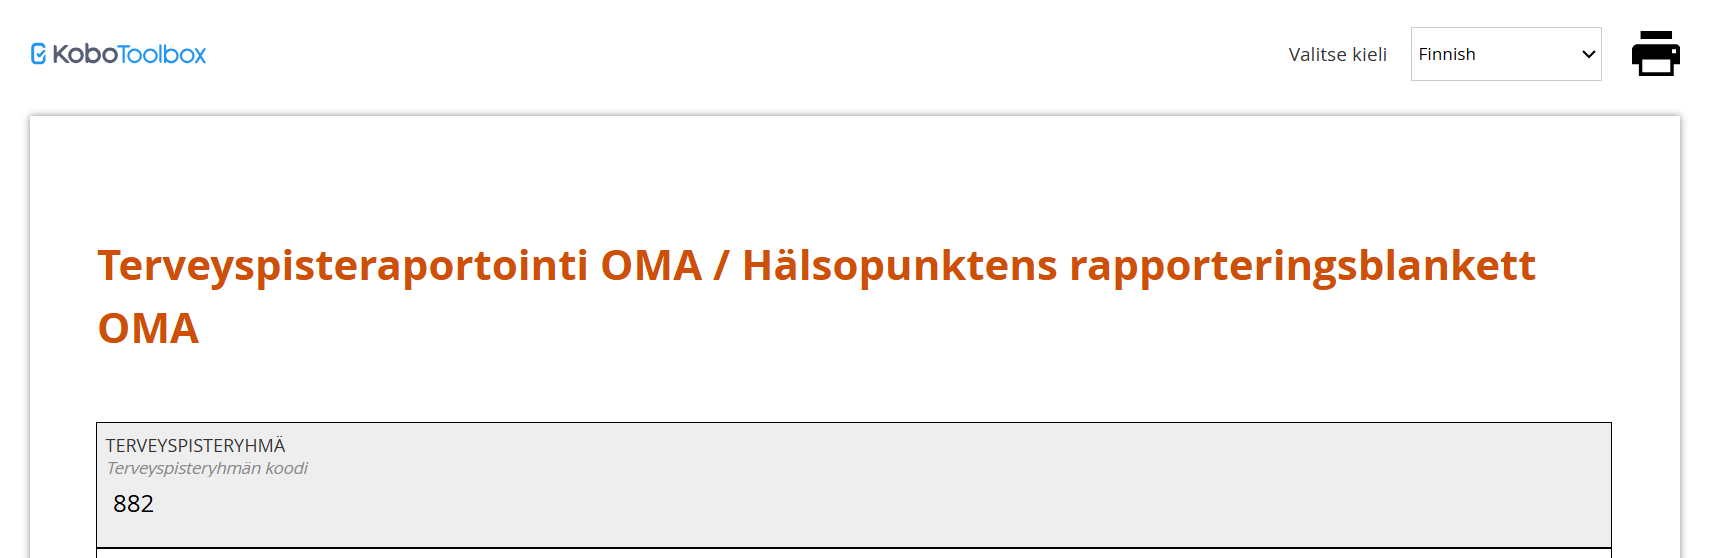 KoboToolbox
Valitse kieli
Finnish
Terveyspisteraportointi OMA / Hälsopunktens rapporteringsblankett
OMA
TERVEYSPISTERYHMÄ
Terveyspisteryhmän koodi
882